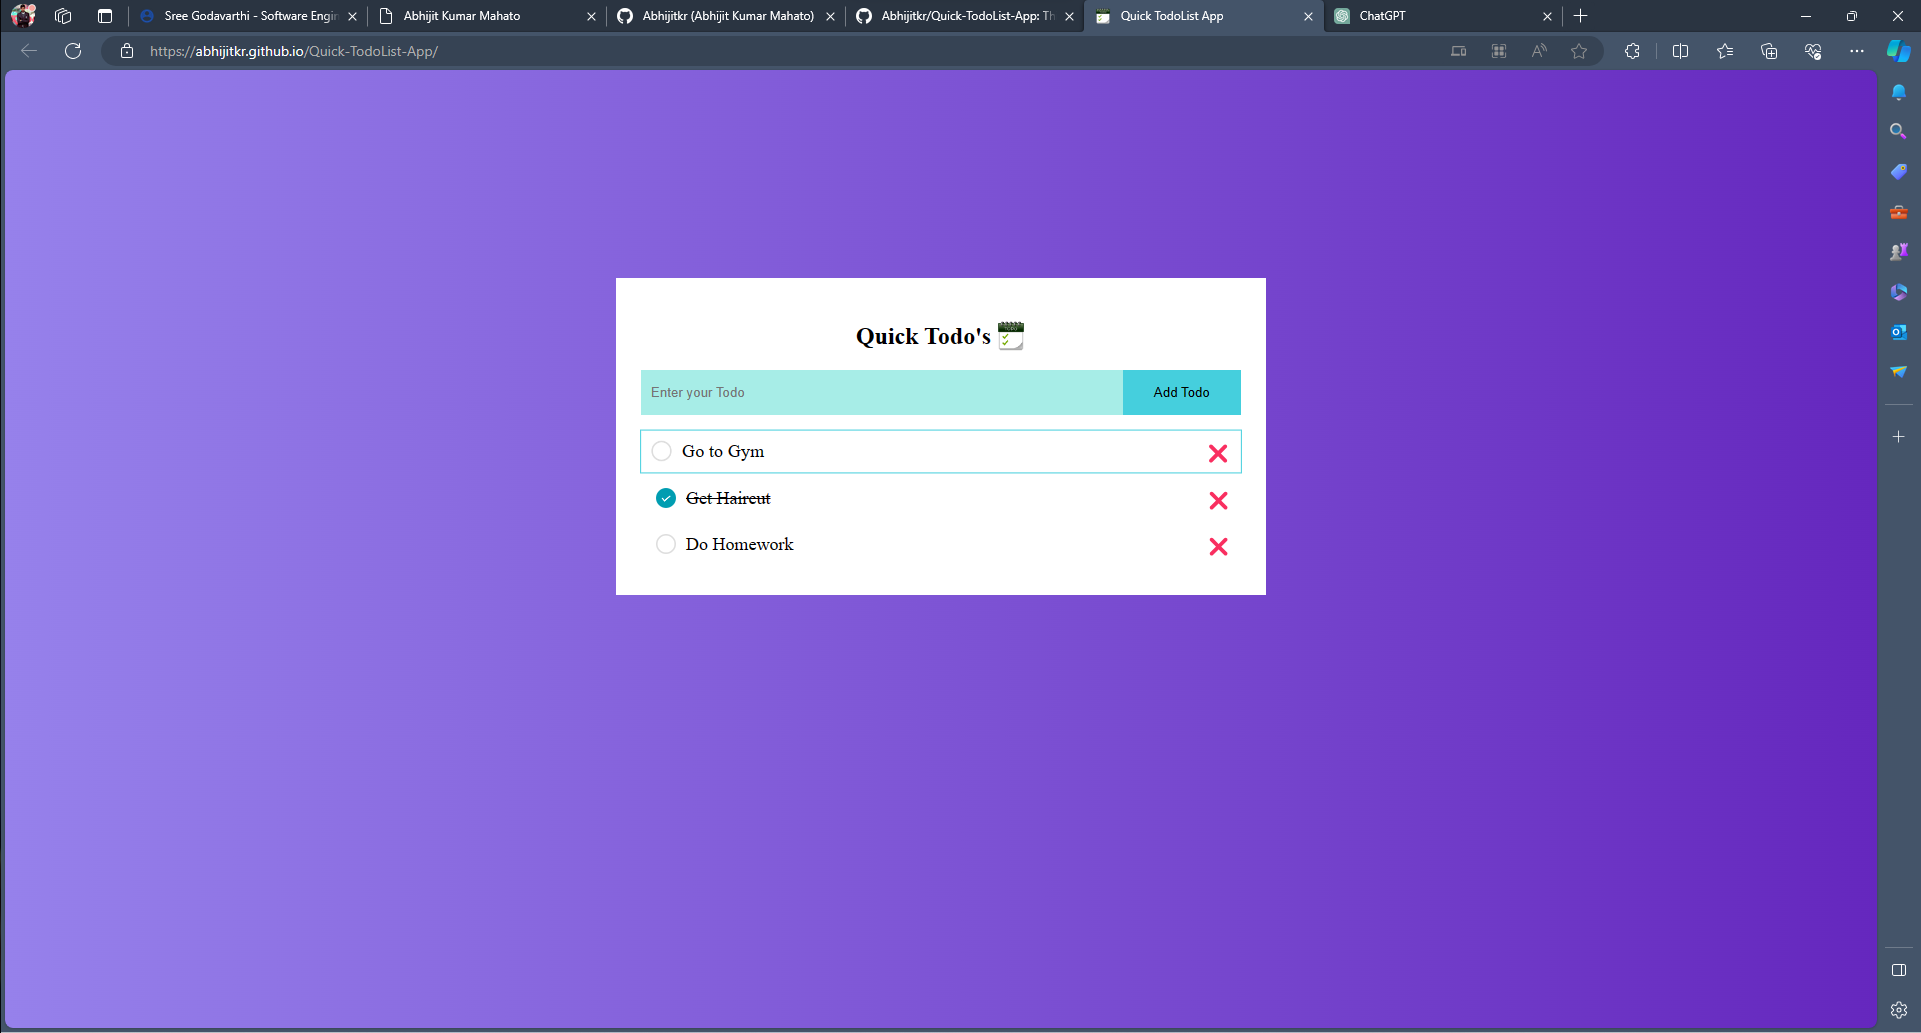 Sree Godavarthi - Software Engin
Abhijit Kumar Mahato
Abhijitkr (Abhijit Kumar Mahato)
Abhijitkr/Quick-TodoList-App: Th
Quick TodoList App
ChatGPT
https://abhijitkr.github.io/Quick-TodoList-App/
Quick Todo's
Enter your Todo
Add Todo
Go to Gym
Get Haircut
Do Homework